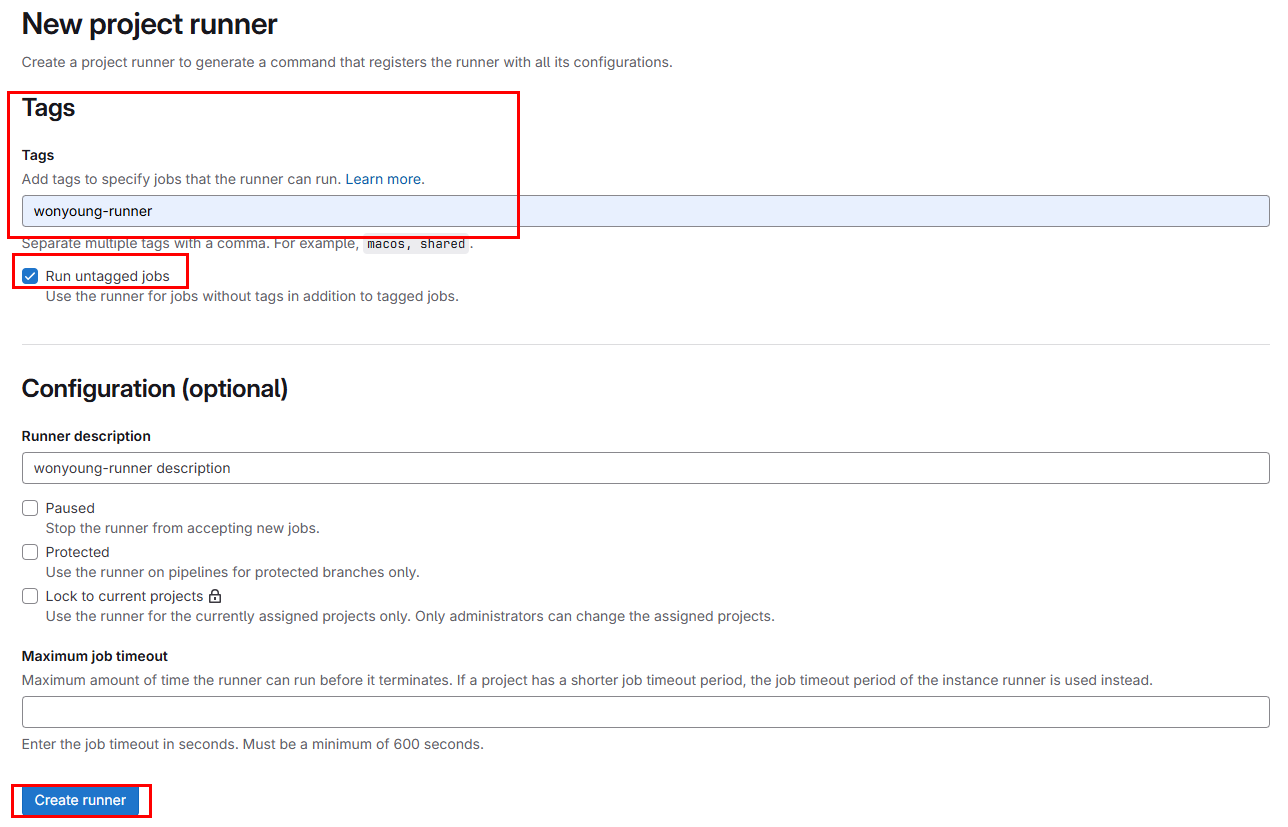 New project runner
Create a project runner to generate a command that registers the runner with all its configurations.
Tags
Tags
Add tags to specify jobs that the runner can run. Learn more.
wonyoung-runner
Separate multiple tags with a comma. For example, macos, shared.
Run untagged jobs
Use the runner for jobs without tags in addition to tagged jobs.
Configuration (optional)
Runner description
wonyoung-runner description
Paused
Stop the runner from accepting new jobs.
Protected
Use the runner on pipelines for protected branches only.
Lock to current projects
Use the runner for the currently assigned projects only. Only administrators can change the assigned projects.
Maximum job timeout
Maximum amount of time the runner can run before it terminates. If a project has a shorter job timeout period, the job timeout period of the instance runner is used instead.
Enter the job timeout in seconds. Must be a minimum of 600 seconds.
Create runner